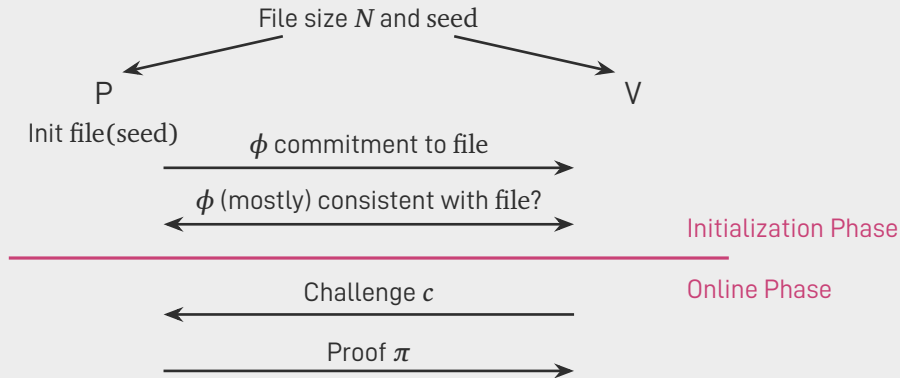 File size N and seed
P
V
Init file(seed)
ϕ commitment to file
ϕ (mostly) consistent with file?
Initialization Phase
Online Phase
Challenge c
Proof π